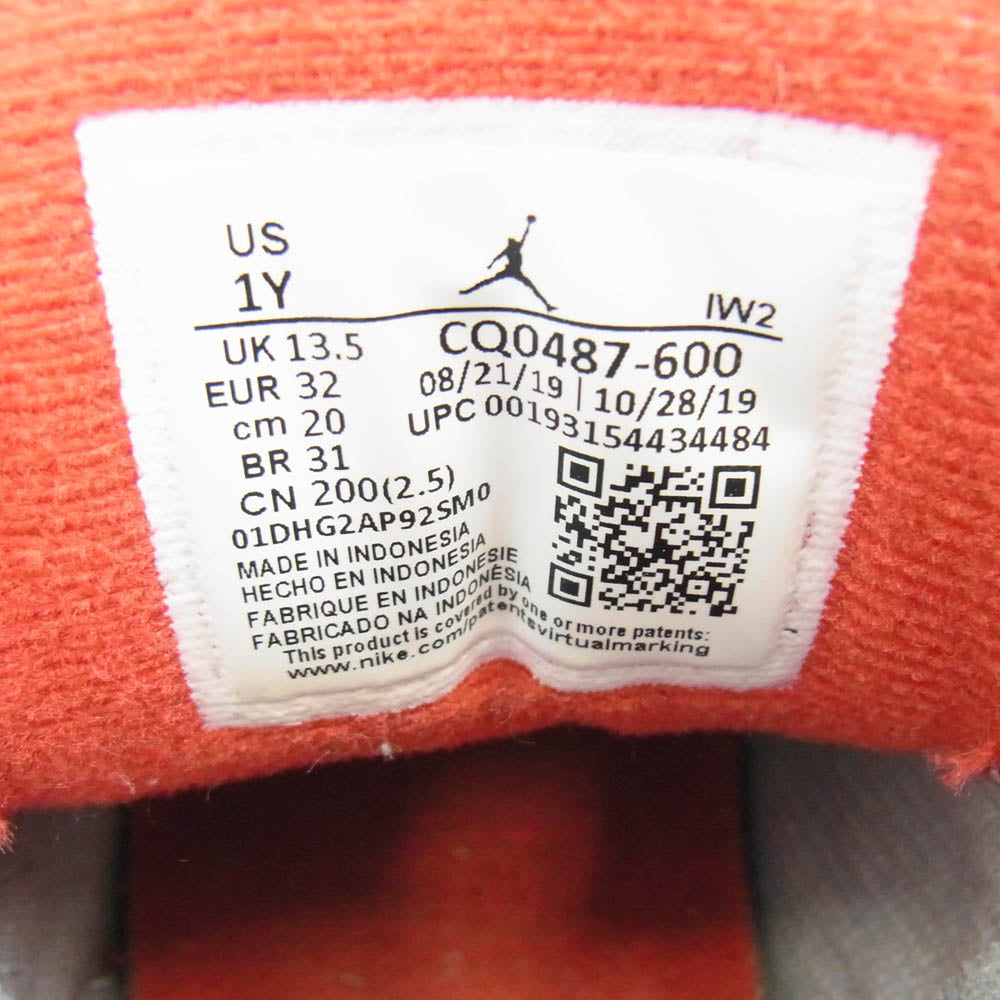 US
1Y
IW2
UK 13.5
EUR 32
cm 20
BR 31
CN 200(2.5)
CQ0487-600
08/21/19 | 10/28/19
UPC 00193154434484
01DHG2AP92SM0
MADE IN INDONESIA
HECHO EN INDONESIA
FABRIQUE EN INDONESIE
FABRICADO NA INDONÉSIA
This product is covered by one or more patents:
www.nike.com/patentsvirtualmarking